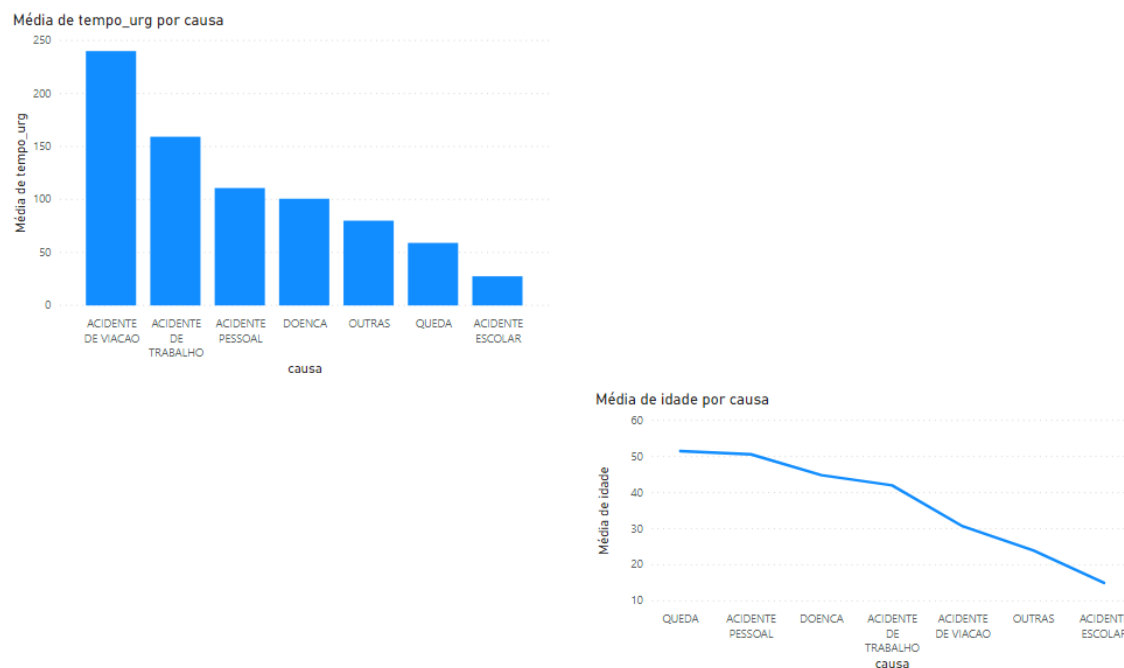 Média de tempo_urg por causa
250
200
150
100
50
0
Média de tempo_urg
ACIDENTE DE VIACAO
ACIDENTE DE TRABALHO
ACIDENTE PESSOAL
DOENCA
OUTRAS
QUEDA
ACIDENTE ESCOLAR
causa
Média de idade por causa
60
50
40
30
20
10
Média de idade
QUEDA
ACIDENTE PESSOAL
DOENCA
ACIDENTE DE TRABALHO
ACIDENTE DE VIACAO
OUTRAS
ACIDENT ESCOLAR
causa